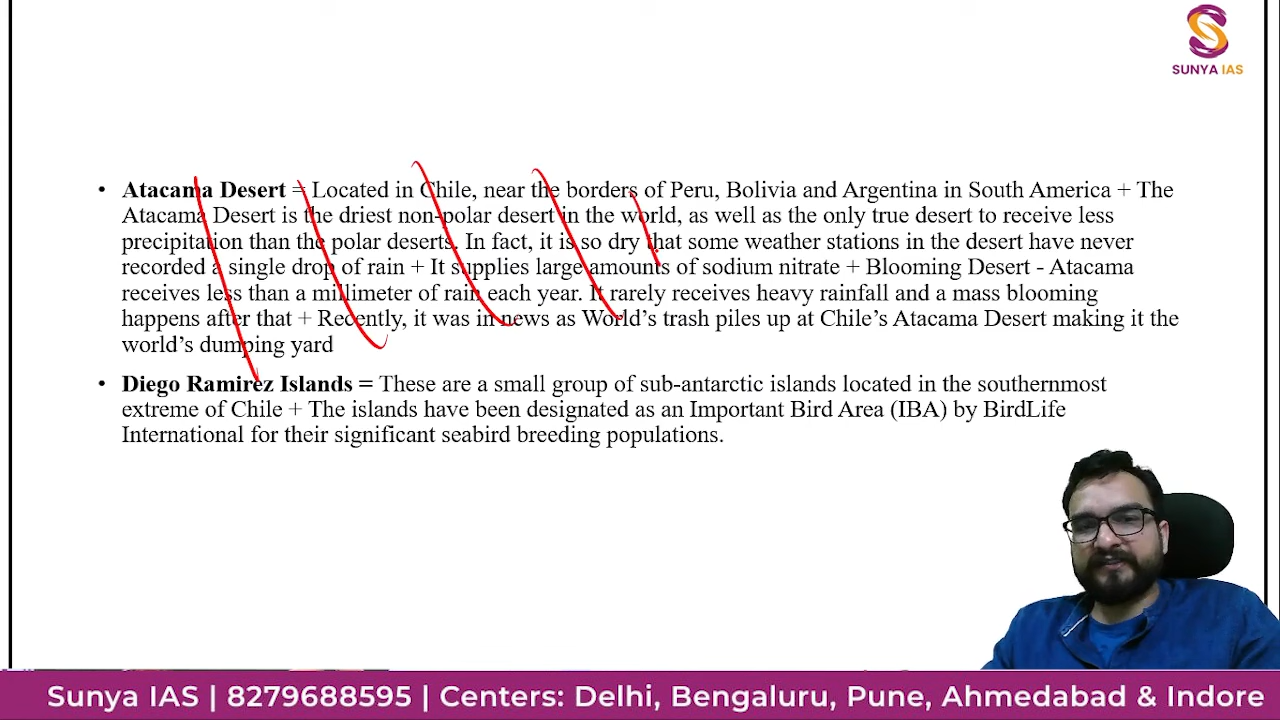 SUNYA IAS
• Atacama Desert = Located in Chile, near the borders of Peru, Bolivia and Argentina in South America + The
Atacama Desert is the driest non-polar desert in the world, as well as the only true desert to receive less
precipitation than the polar deserts. In fact, it is so dry that some weather stations in the desert have never
recorded a single drop of rain + It supplies large amounts of sodium nitrate + Blooming Desert - Atacama
receives less than a millimeter of rain each year. It rarely receives heavy rainfall and a mass blooming
happens after that + Recently, it was in news as World’s trash piles up at Chile’s Atacama Desert making it the
world’s dumping yard
• Diego Ramirez Islands = These are a small group of sub-antarctic islands located in the southernmost
extreme of Chile + The islands have been designated as an Important Bird Area (IBA) by BirdLife
International for their significant seabird breeding populations.
Sunya IAS | 8279688595 | Centers: Delhi, Bengaluru, Pune, Ahmedabad & Indore